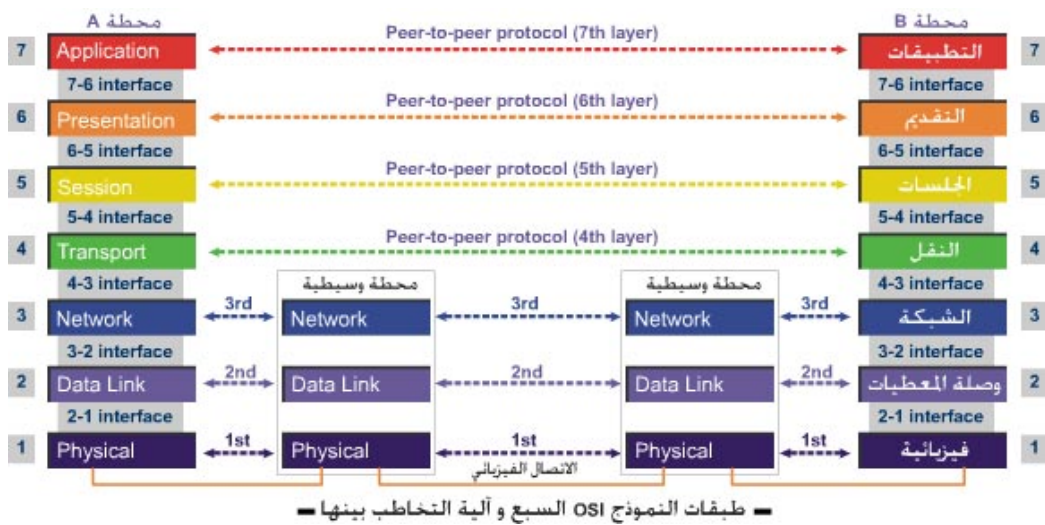 محطة A
محطة B
7 Application Peer-to-peer protocol (7th layer) التطبيقات 7
7-6 interface 7-6 interface
6 Presentation Peer-to-peer protocol (6th layer) التقديم 6
6-5 interface 6-5 interface
5 Session Peer-to-peer protocol (5th layer) الجلسات 5
5-4 interface 5-4 interface
4 Transport Peer-to-peer protocol (4th layer) النقل 4
4-3 interface محطة وسيطية محطة وسيطية 4-3 interface
3 Network 3rd Network 3rd Network 3rd الشبكة 3
3-2 interface 3-2 interface
2 Data Link 2nd Data Link 2nd Data Link 2nd وصلة المعطيات 2
2-1 interface 2-1 interface
1 Physical 1st Physical 1st Physical 1st فيزيائية 1
الاتصال الفيزيائي
طبقات النموذج OSI السبع و آلية التخاطب بينها